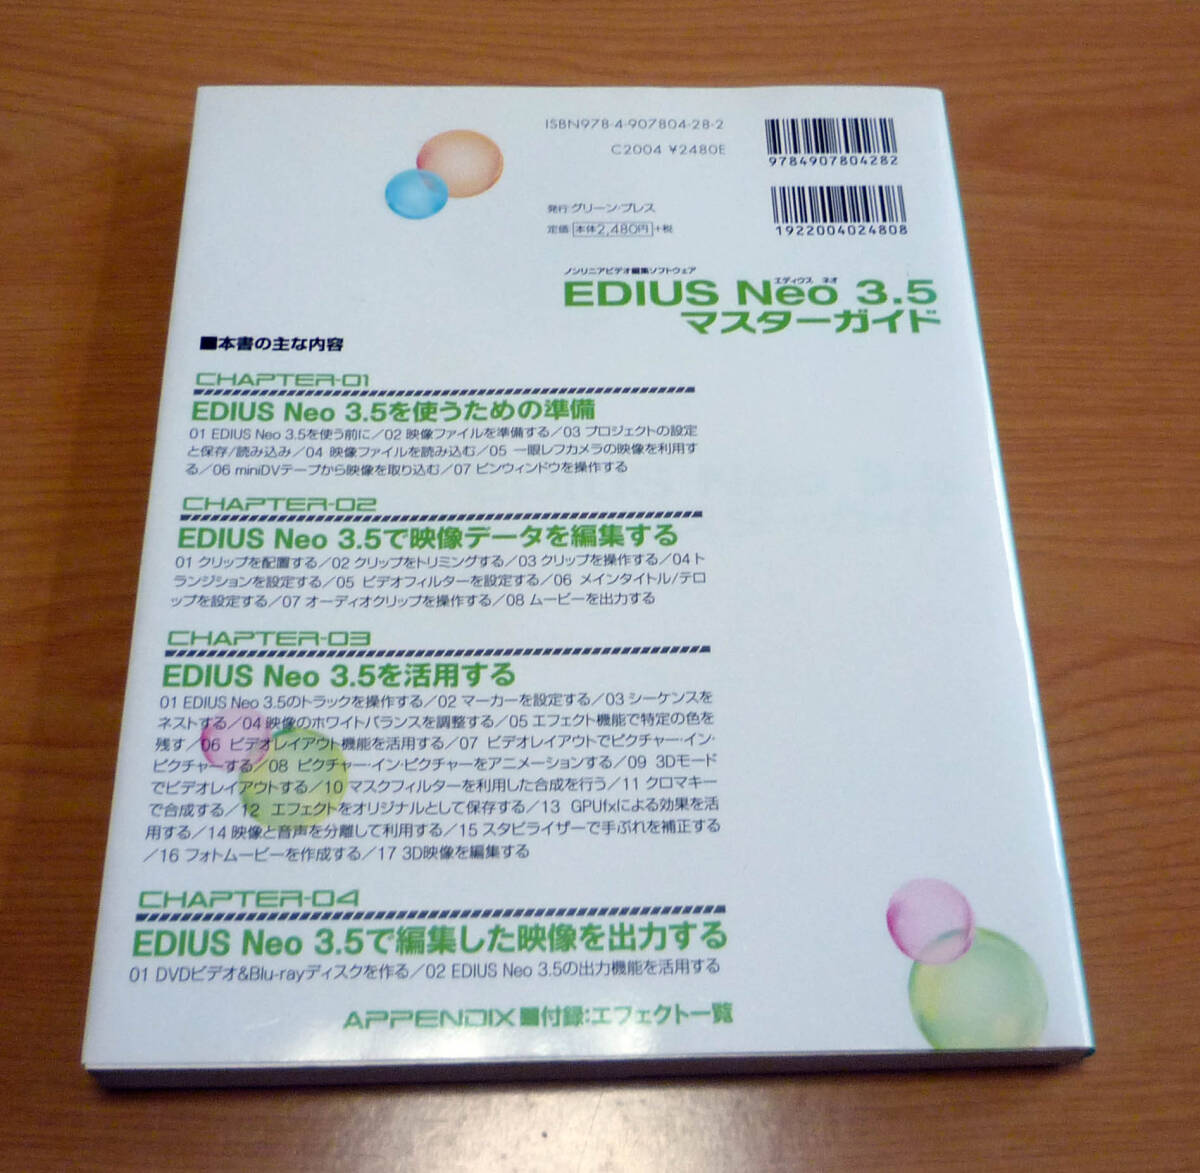 ISBN978-4-907804-28-2
C2004 ¥2480E
9784907804282
発行:グリーン・プレス
定価:本体2,480円+税
1922004024808
ノンリニアビデオ編集ソフトウェア
エディウス ネオ
EDIUS Neo 3.5
マスターガイド
■本書の主な内容
CHAPTER-01
EDIUS Neo 3.5を使うための準備
01 EDIUS Neo 3.5を使う前に/02 映像ファイルを準備する/03 プロジェクトの設定
と保存/読み込み/04 映像ファイルを読み込む/05 一眼レフカメラの映像を利用す
る/06 miniDVテープから映像を取り込む/07 ビンウィンドウを操作する
CHAPTER-02
EDIUS Neo 3.5で映像データを編集する
01 クリップを配置する/02 クリップをトリミングする/03 クリップを操作する/04 ト
ランジションを設定する/05 ビデオフィルターを設定する/06 メインタイトル/テロ
ップを設定する/07 オーディオクリップを操作する/08 ムービーを出力する
CHAPTER-03
EDIUS Neo 3.5を活用する
01 EDIUS Neo 3.5のトラックを操作する/02 マーカーを設定する/03 シーケンスを
ネストする/04 映像のホワイトバランスを調整する/05 エフェクト機能で特定の色を
残す/06 ビデオレイアウト機能を活用する/07 ビデオレイアウトでピクチャー・イン・
ピクチャーする/08 ピクチャー・イン・ピクチャーをアニメーションする/09 3Dモード
でビデオレイアウトする/10 マスクフィルターを利用した合成を行う/11 クロマキー
で合成する/12 エフェクトをオリジナルとして保存する/13 GPUfxによる効果を活
用する/14 映像と音声を分離して利用する/15 スタビライザーで手ぶれを補正する
/16 フォトムービーを作成する/17 3D映像を編集する
CHAPTER-04
EDIUS Neo 3.5で編集した映像を出力する
01 DVDビデオ&Blu-rayディスクを作る/02 EDIUS Neo 3.5の出力機能を活用する
APPENDIX■付録:エフェクト一覧